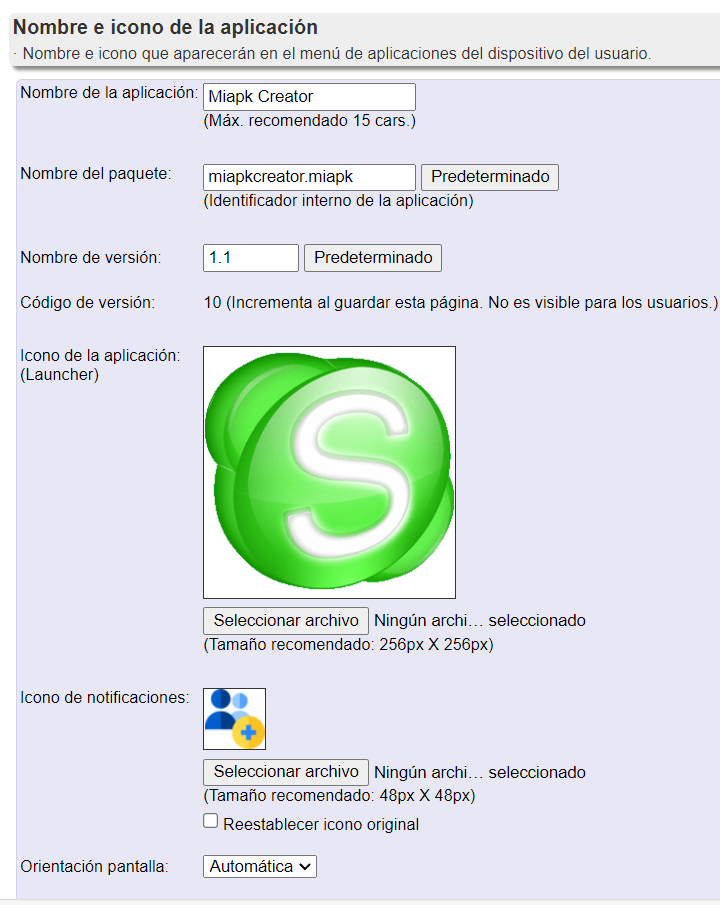 Nombre e icono de la aplicación
· Nombre e icono que aparecerán en el menú de aplicaciones del dispositivo del usuario.
Nombre de la aplicación: Miapk Creator
(Máx. recomendado 15 cars.)
Nombre del paquete: miapkcreator.miapk Predeterminado
(Identificador interno de la aplicación)
Nombre de versión: 1.1 Predeterminado
Código de versión: 10 (Incrementa al guardar esta página. No es visible para los usuarios.)
Icono de la aplicación:
(Launcher)
S
Seleccionar archivo Ningún archi… seleccionado
(Tamaño recomendado: 256px X 256px)
Icono de notificaciones:
Seleccionar archivo Ningún archi… seleccionado
(Tamaño recomendado: 48px X 48px)
Reestablecer icono original
Orientación pantalla: Automática